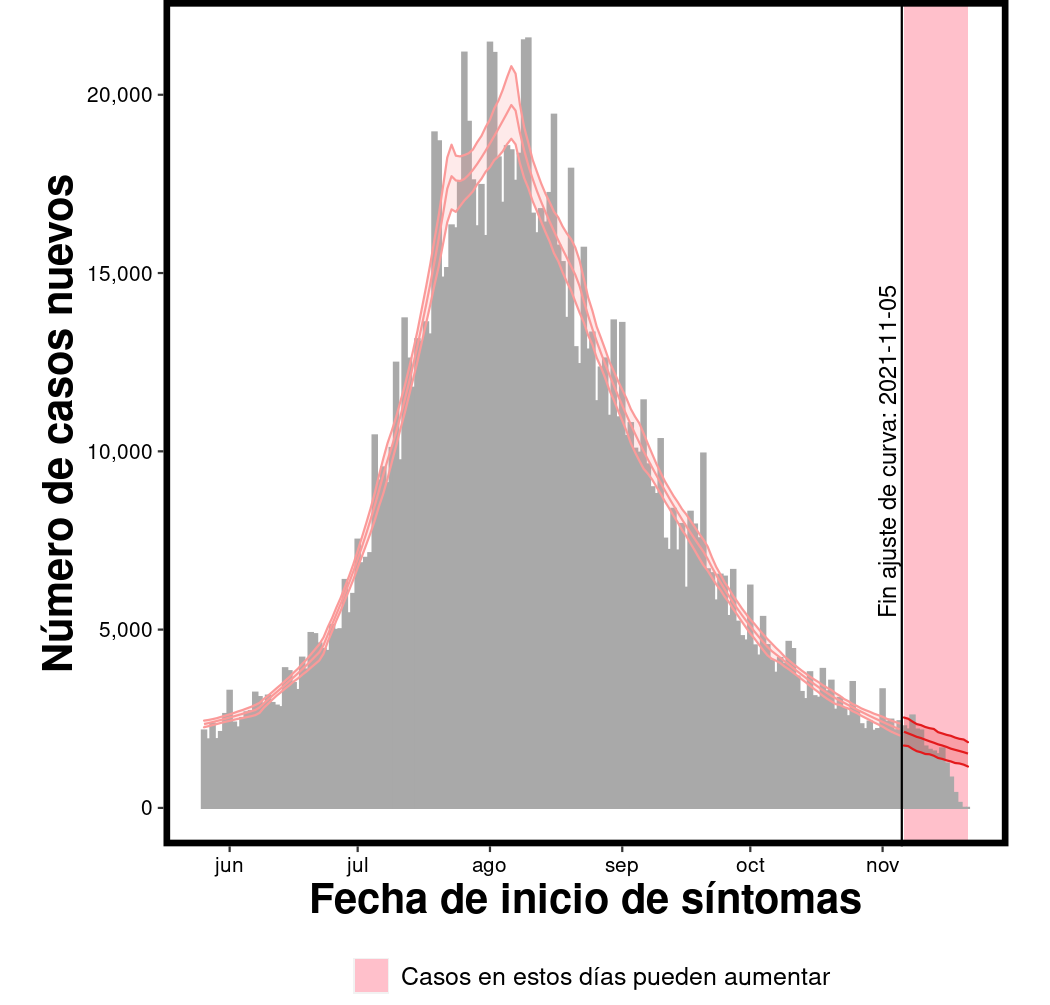 Número de casos nuevos
20,000
15,000
10,000
5,000
0
Fin ajuste de curva: 2021-11-05
jun jul ago sep oct nov
Fecha de inicio de síntomas
Casos en estos días pueden aumentar